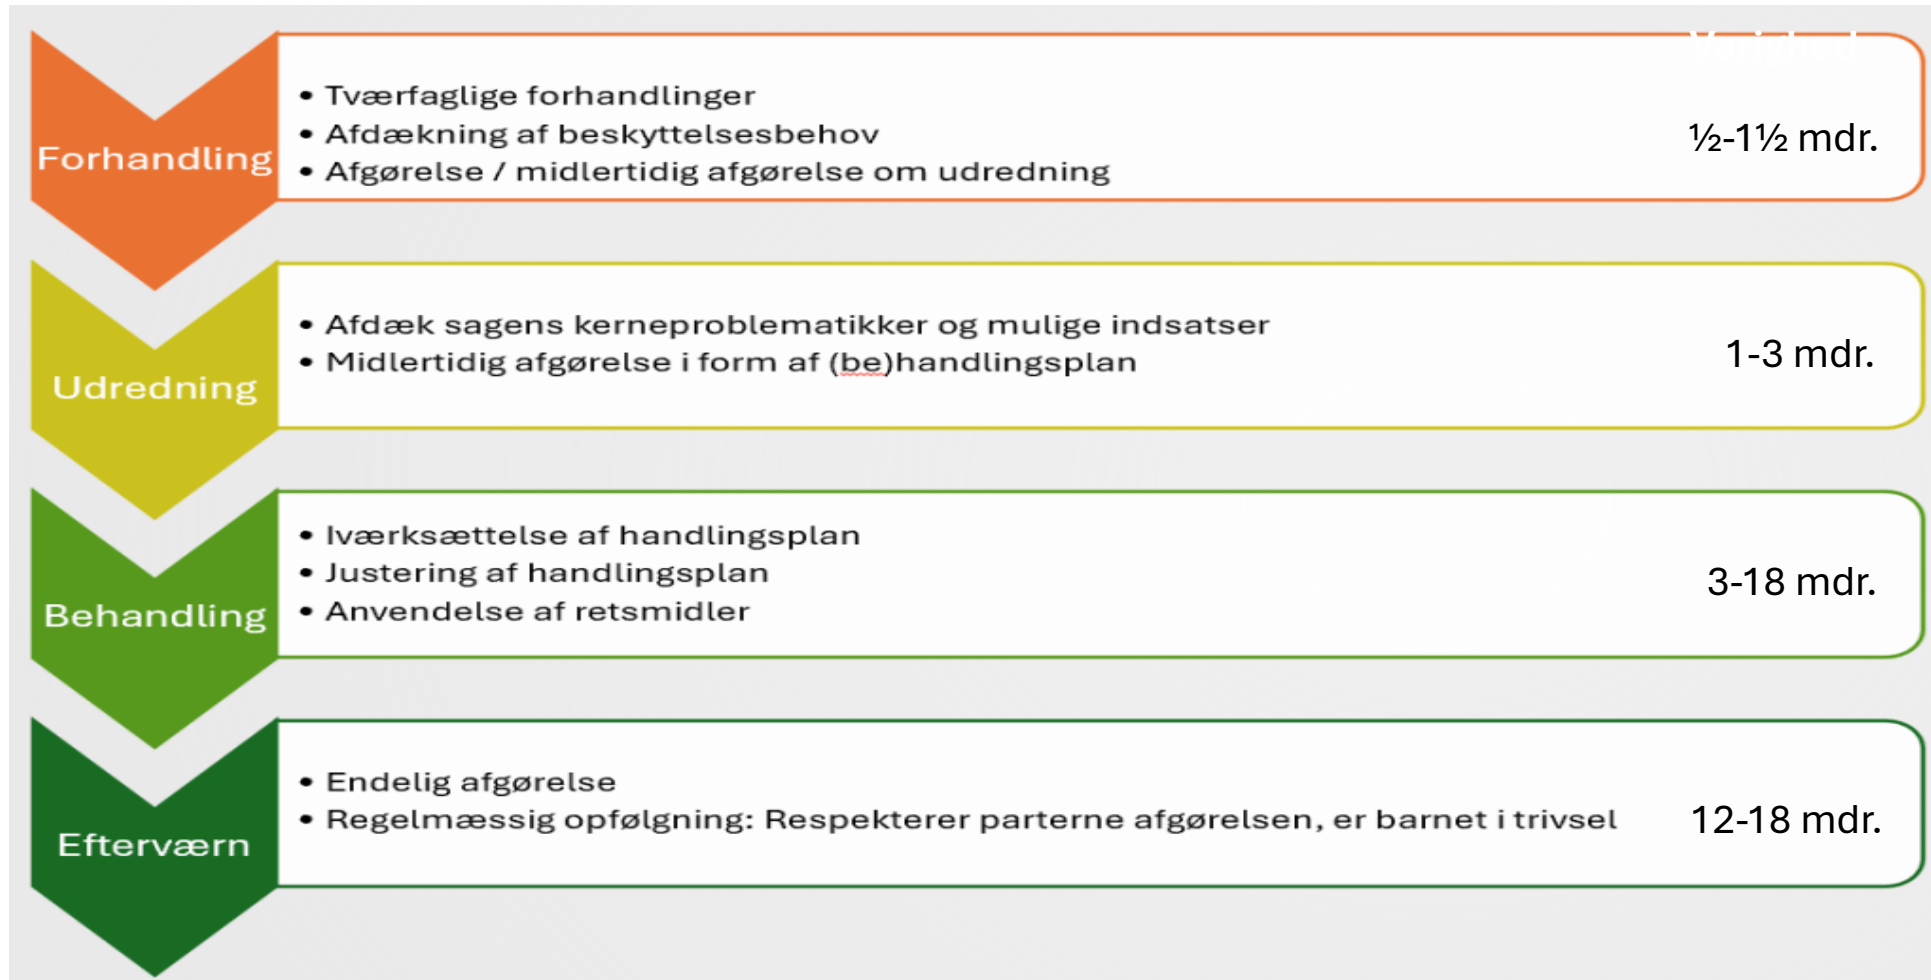 Varighed
Forhandling
• Tværfaglige forhandlinger
• Afdækning af beskyttelsesbehov
• Afgørelse / midlertidig afgørelse om udredning
½-1½ mdr.
Udredning
• Afdæk sagens kerneproblematikker og mulige indsatser
• Midlertidig afgørelse i form af (be)handlingsplan
1-3 mdr.
Behandling
• Iværksættelse af handlingsplan
• Justering af handlingsplan
• Anvendelse af retsmidler
3-18 mdr.
Efterværn
• Endelig afgørelse
• Regelmæssig opfølgning: Respekterer parterne afgørelsen, er barnet i trivsel
12-18 mdr.